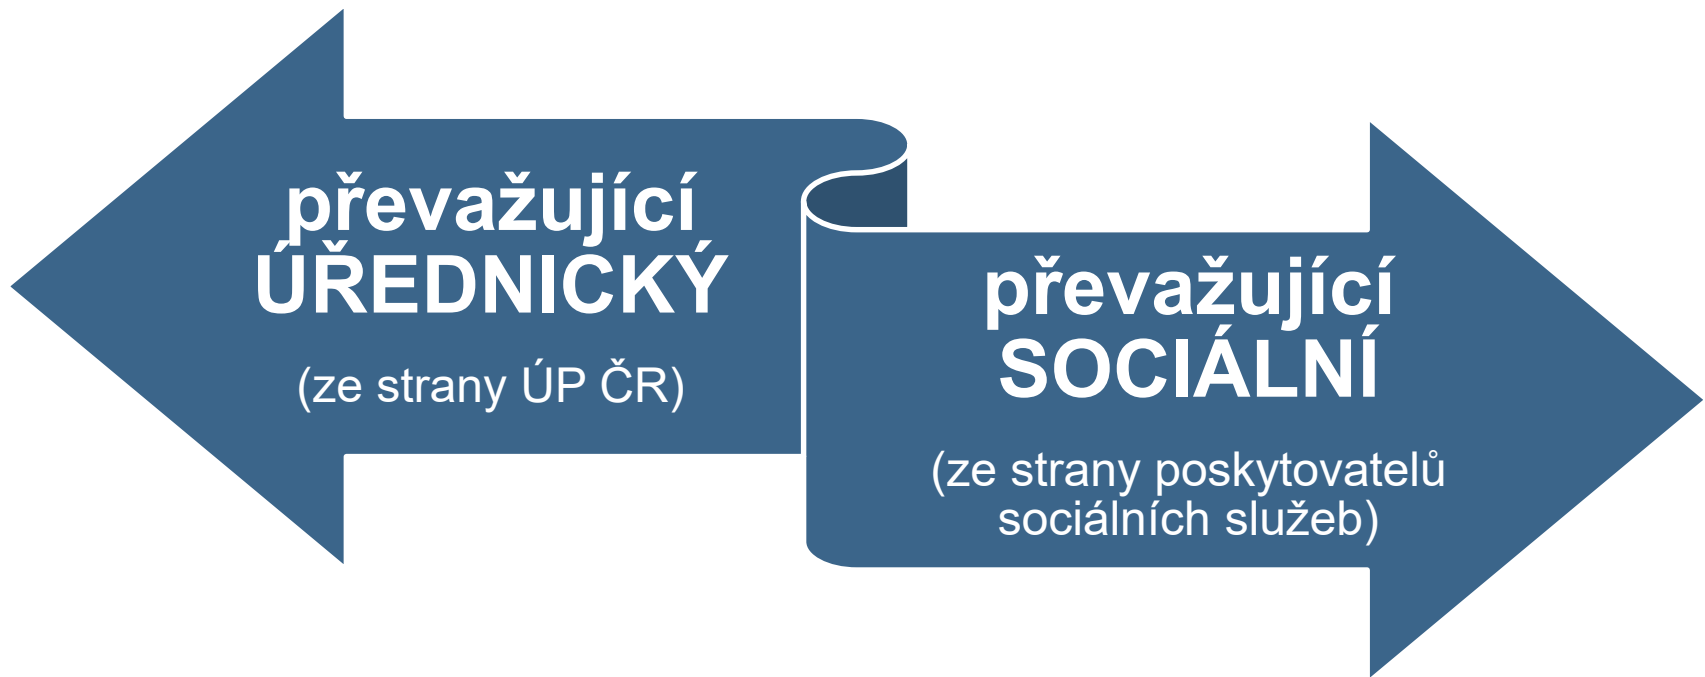 převažující
ÚŘEDNICKÝ
(ze strany ÚP ČR)
převažující
SOCIÁLNÍ
(ze strany poskytovatelů
sociálních služeb)